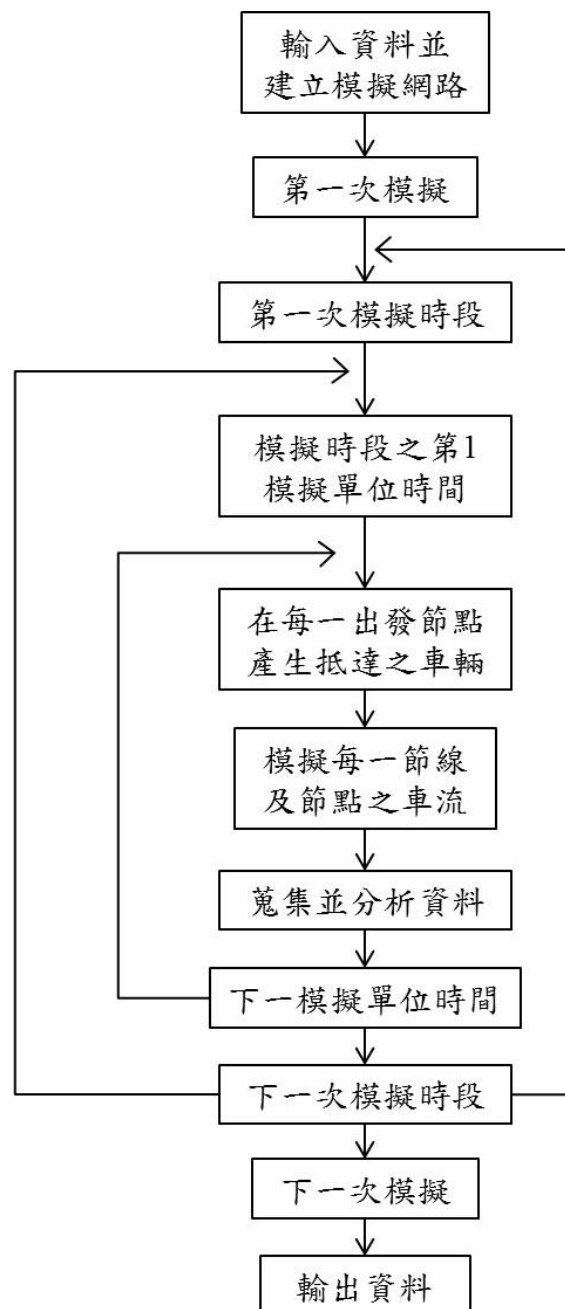 輸入資料並
建立模擬網路
第一次模擬
第一次模擬時段
模擬時段之第1
模擬單位時間
在每一出發節點
產生抵達之車輛
模擬每一節線
及節點之車流
蒐集並分析資料
下一模擬單位時間
下一次模擬時段
下一次模擬
輸出資料